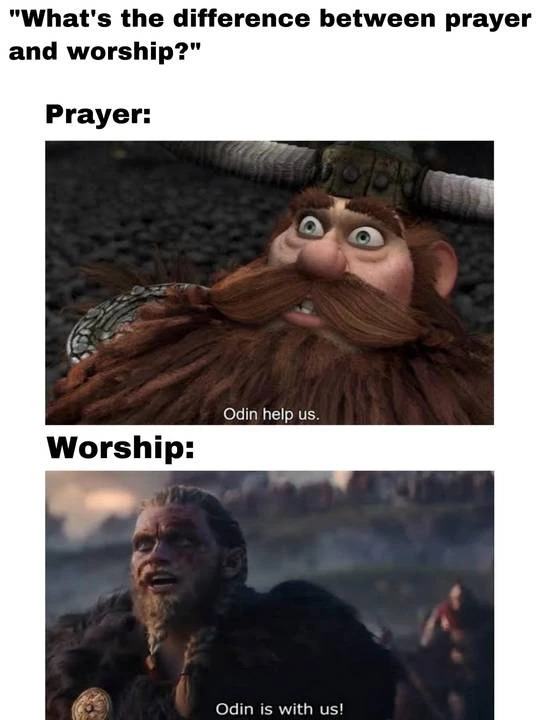 "What's the difference between prayer
and worship?"
Prayer:
Odin help us.
Worship:
Odin is with us!